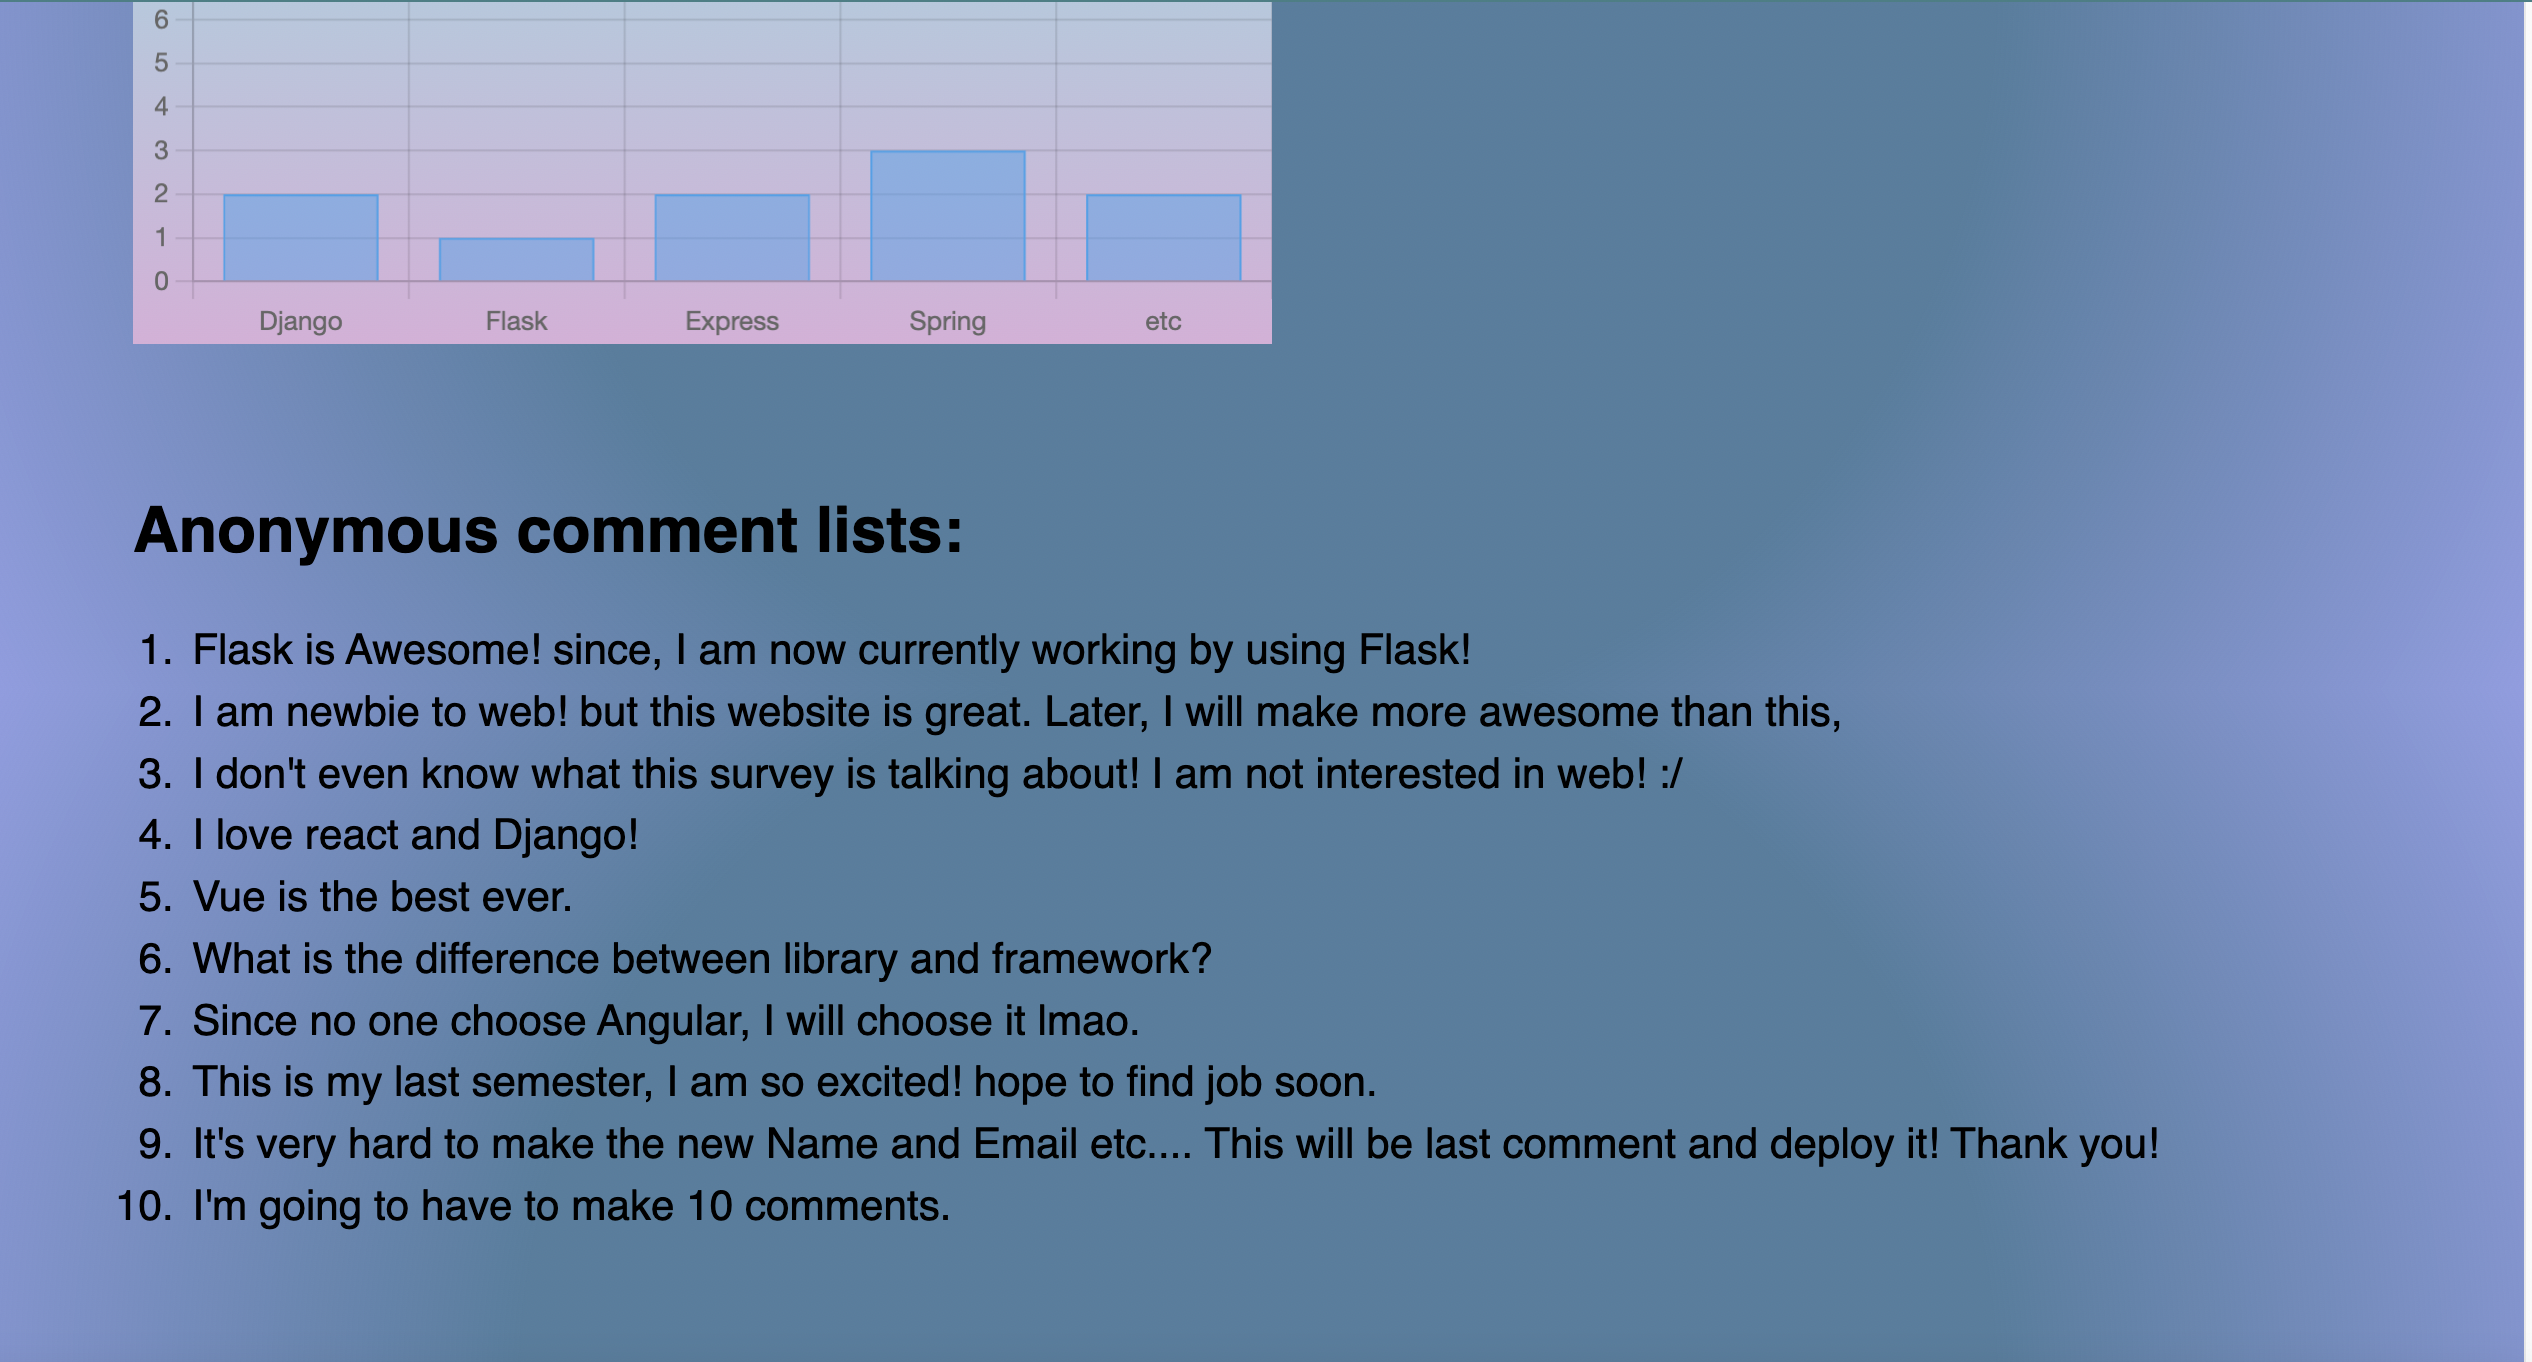 6
5
4
3
2
1
0
Django Flask Express Spring etc
Anonymous comment lists:
1. Flask is Awesome! since, I am now currently working by using Flask!
2. I am newbie to web! but this website is great. Later, I will make more awesome than this,
3. I don't even know what this survey is talking about! I am not interested in web! :/
4. I love react and Django!
5. Vue is the best ever.
6. What is the difference between library and framework?
7. Since no one choose Angular, I will choose it lmao.
8. This is my last semester, I am so excited! hope to find job soon.
9. It's very hard to make the new Name and Email etc.... This will be last comment and deploy it! Thank you!
10. I'm going to have to make 10 comments.